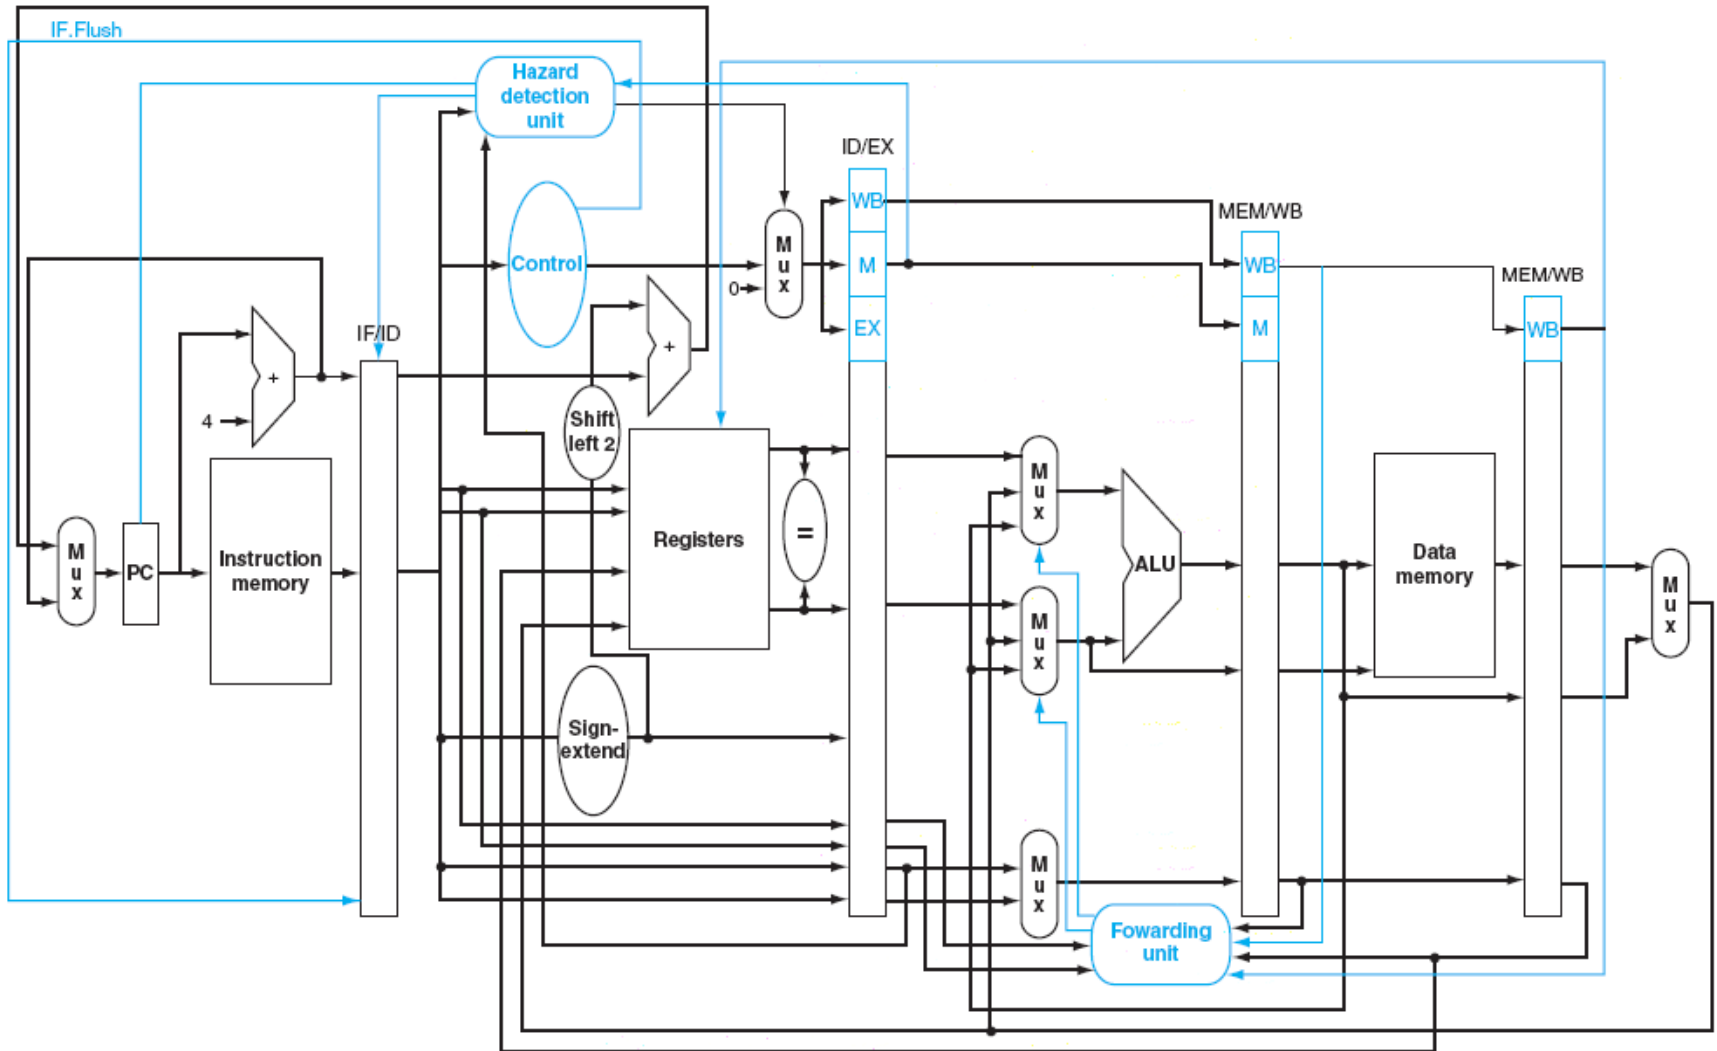 IF.Flush
Hazard
detection
unit
ID/EX
WB
MEM/WB
M
u
x
Control
M
WB
MEM/WB
0
EX
M
WB
IF/ID
+
+
4
Shift
left 2
M
u
x
M
u
x
PC
Instruction
memory
Registers
=
ALU
Data
memory
M
u
x
M
u
x
Sign-
extend
M
u
x
Fowarding
unit